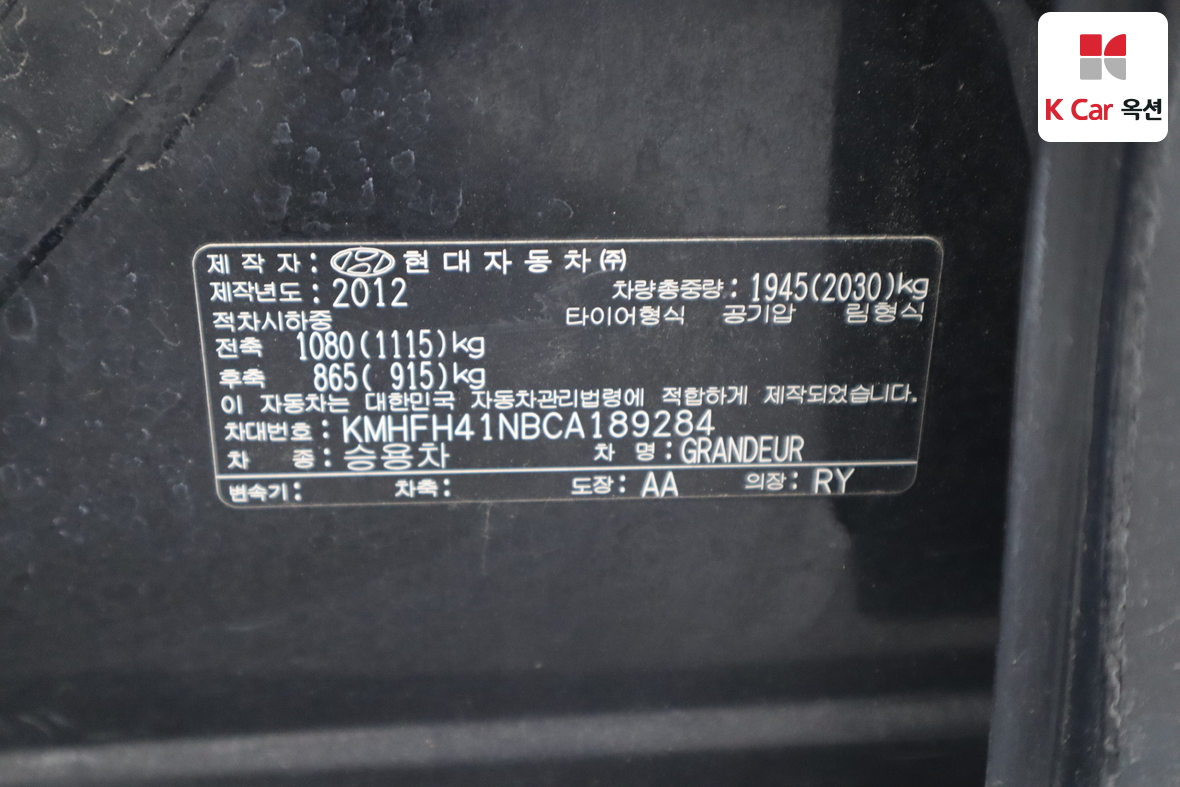 K Car 옥션
제 작 자 : 현 대 자 동 차 ㈜
제작년도 : 2012 차량총중량 : 1945(2030)kg
적차시하중 타이어형식 공기압 림형식
전축 1080(1115)kg
후축 865( 915)kg
이 자동차는 대한민국 자동차관리법령에 적합하게 제작되었습니다.
차대번호 : KMHFH41NBCA189284
차 종 : 승용차 차 명 : GRANDEUR
변속기 : 차축 : 도장 : AA 의장 : RY